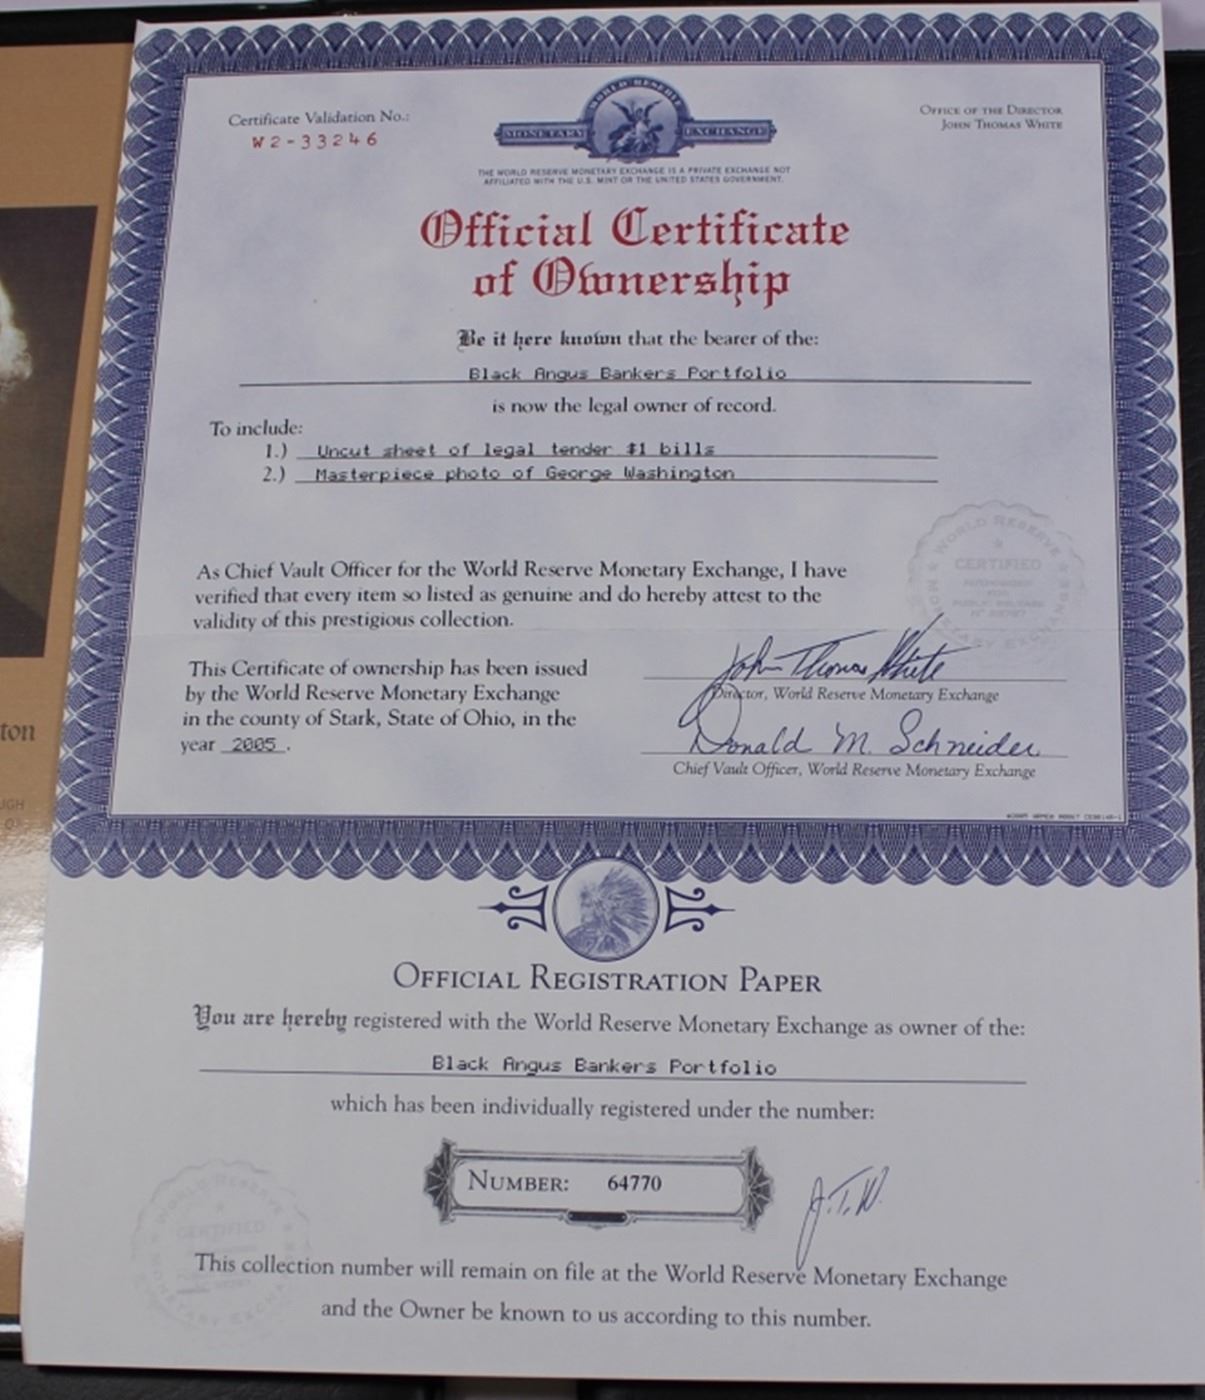 Certificate Validation No.:
W2-33246
WORLD RESERVE
MONETARY EXCHANGE
OFFICE OF THE DIRECTOR
JOHN THOMAS WHITE
THE WORLD RESERVE MONETARY EXCHANGE IS A PRIVATE EXCHANGE NOT
AFFILIATED WITH THE U.S. MINT OR THE UNITED STATES GOVERNMENT.
Official Certificate
of Ownership
Be it here known that the bearer of the:
Black Angus Bankers Portfolio
is now the legal owner of record.
To include:
1.) Uncut sheet of legal tender $1 bills
2.) Masterpiece photo of George Washington
WORLD RESERVE
CERTIFIED
As Chief Vault Officer for the World Reserve Monetary Exchange, I have
verified that every item so listed as genuine and do hereby attest to the
validity of this prestigious collection.
This Certificate of ownership has been issued
by the World Reserve Monetary Exchange
in the county of Stark, State of Ohio, in the
year 2005.
John Thomas White
Director, World Reserve Monetary Exchange
Donald M. Schneider
Chief Vault Officer, World Reserve Monetary Exchange
ton
UGH
OFFICIAL REGISTRATION PAPER
You are hereby registered with the World Reserve Monetary Exchange as owner of the:
Black Angus Bankers Portfolio
which has been individually registered under the number:
NUMBER: 64770
J.T.W.
WORLD RESERVE
CERTIFIED
This collection number will remain on file at the World Reserve Monetary Exchange
and the Owner be known to us according to this number.